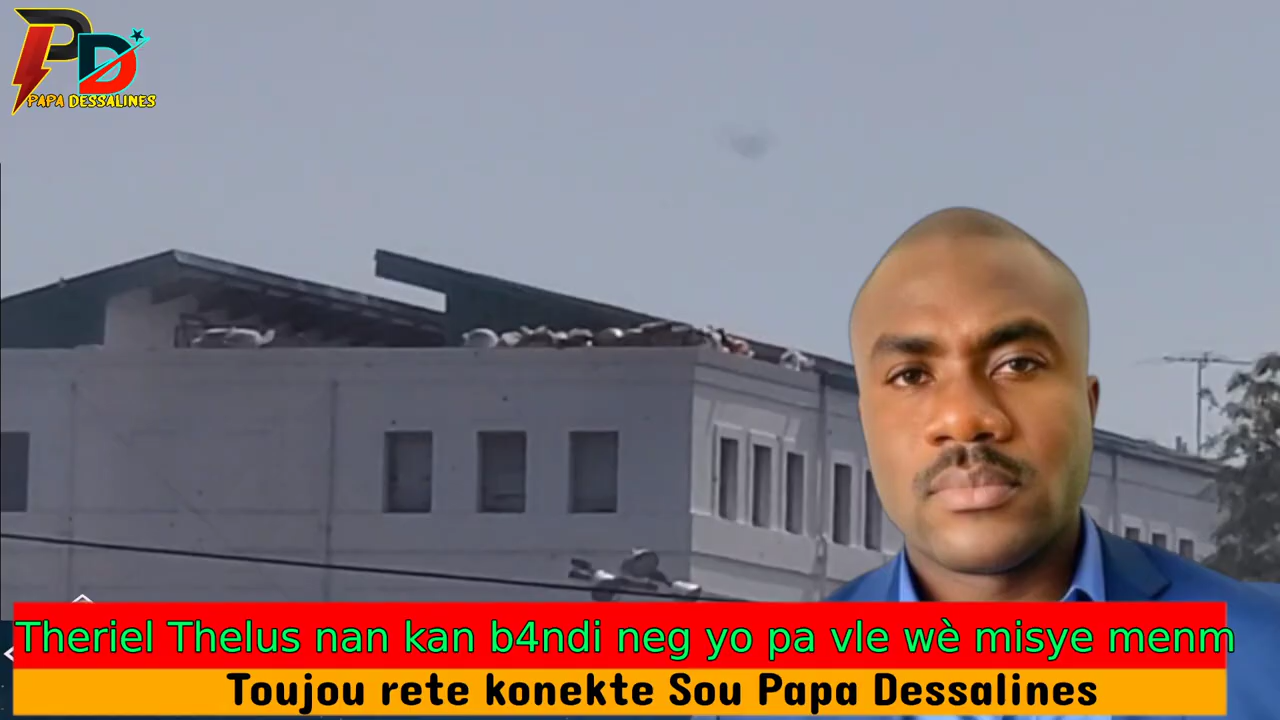 PD
PAPA DESSALINES
Theriel Thelus nan kan b4ndi neg yo pa vle wè misye menm
Toujou rete konekte Sou Papa Dessalines